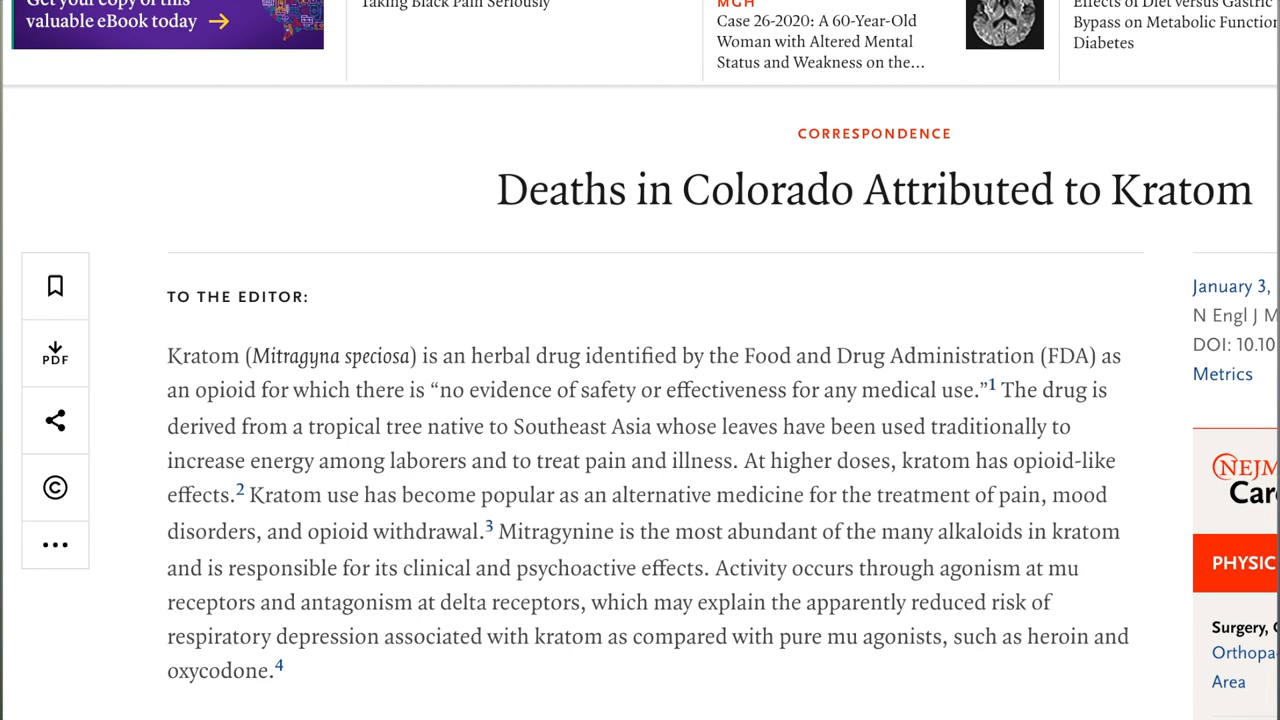 Get your copy of this
valuable eBook today
Taking Black Pain Seriously
MGH
Case 26-2020: A 60-Year-Old
Woman with Altered Mental
Status and Weakness on the…
Effects of Diet versus Gastric
Bypass on Metabolic Function
Diabetes
CORRESPONDENCE
Deaths in Colorado Attributed to Kratom
TO THE EDITOR:
Kratom (Mitragyna speciosa) is an herbal drug identified by the Food and Drug Administration (FDA) as
an opioid for which there is “no evidence of safety or effectiveness for any medical use.”1 The drug is
derived from a tropical tree native to Southeast Asia whose leaves have been used traditionally to
increase energy among laborers and to treat pain and illness. At higher doses, kratom has opioid-like
effects.2 Kratom use has become popular as an alternative medicine for the treatment of pain, mood
disorders, and opioid withdrawal.3 Mitragynine is the most abundant of the many alkaloids in kratom
and is responsible for its clinical and psychoactive effects. Activity occurs through agonism at mu
receptors and antagonism at delta receptors, which may explain the apparently reduced risk of
respiratory depression associated with kratom as compared with pure mu agonists, such as heroin and
oxycodone.4
PDF
January 3,
N Engl J M
DOI: 10.10
Metrics
NEJM
Car
PHYSIC
Surgery,
Orthopa
Area